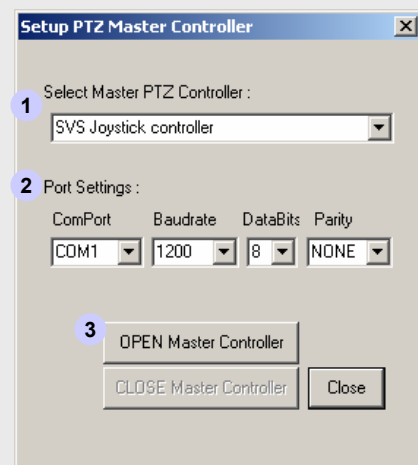 Setup PTZ Master Controller
1
Select Master PTZ Controller :
SVS Joystick controller
2 Port Settings :
ComPort Baudrate DataBits Parity
COM1 1200 8 NONE
3
OPEN Master Controller
CLOSE Master Controller Close